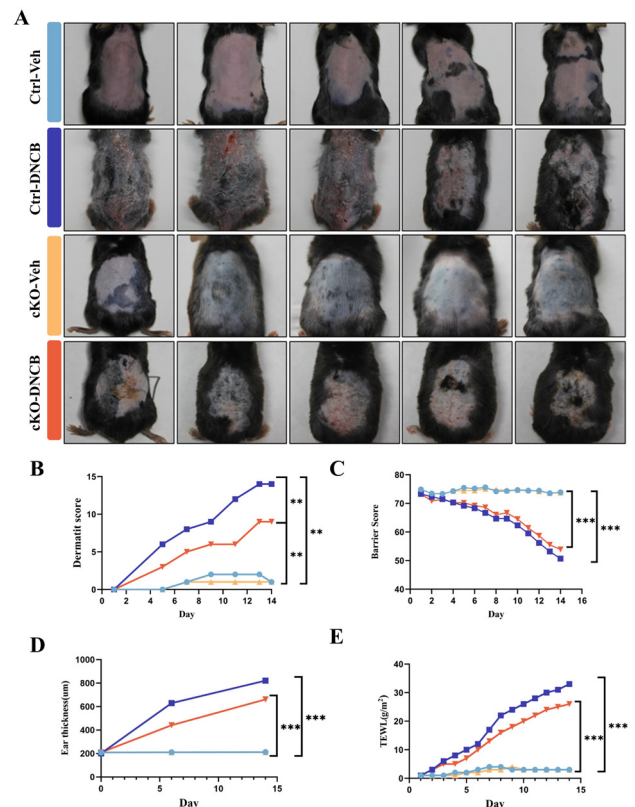 A
Ctrl-Veh
Ctrl-DNCB
cKO-Veh
cKO-DNCB
B
Dermatitl score
15
10
5
0
0 2 4 6 8 10 12 14
Day
**
**
**
C
Barrier Score
80
70
60
50
40
0 2 4 6 8 10 12 14 16
Day
***
***
D
Ear thickness(um)
1000
800
600
400
200
0
0 5 10 15
Day
***
***
E
TEWL(g/m²)
40
30
20
10
0
0 5 10 15
Day
***
***